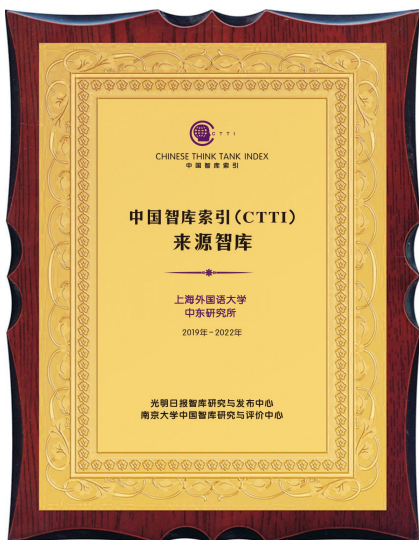 CTTI
CHINESE THINK TANK INDEX
中国智库索引
中国智库索引（CTTI）
来源智库
上海外国语大学
中东研究所
2019年-2022年
光明日报智库研究与发布中心
南京大学中国智库研究与评价中心